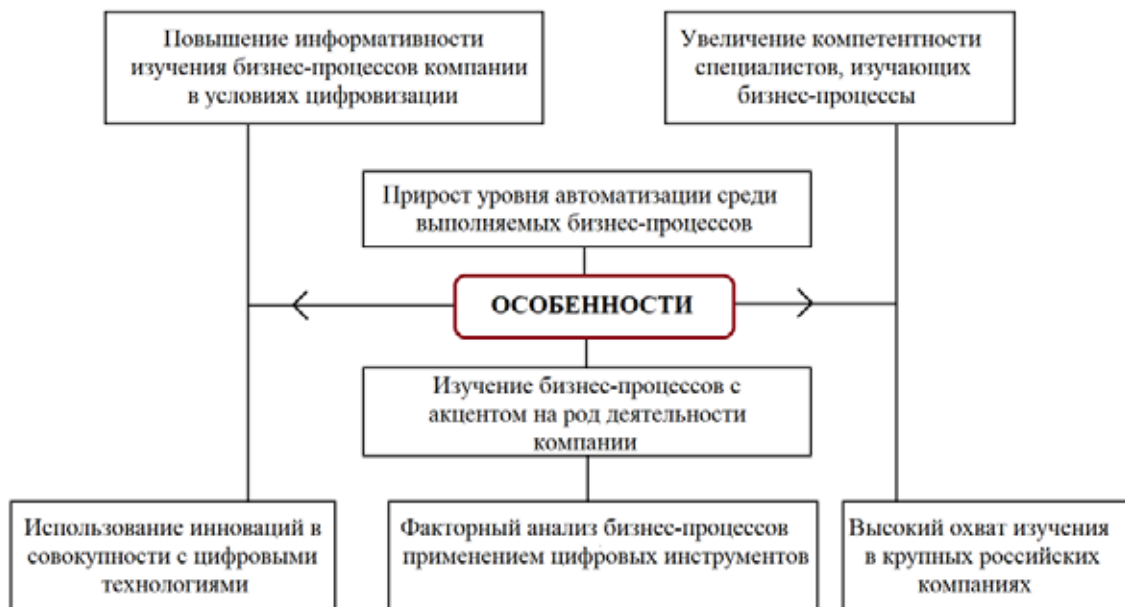 Повышение информативности
изучения бизнес-процессов компании
в условиях цифровизации
Увеличение компетентности
специалистов, изучающих
бизнес-процессы
Прирост уровня автоматизации среди
выполняемых бизнес-процессов
ОСОБЕННОСТИ
Изучение бизнес-процессов с
акцентом на род деятельности
компании
Использование инноваций в
совокупности с цифровыми
технологиями
Факторный анализ бизнес-процессов
применением цифровых инструментов
Высокий охват изучения
в крупных российских
компаниях